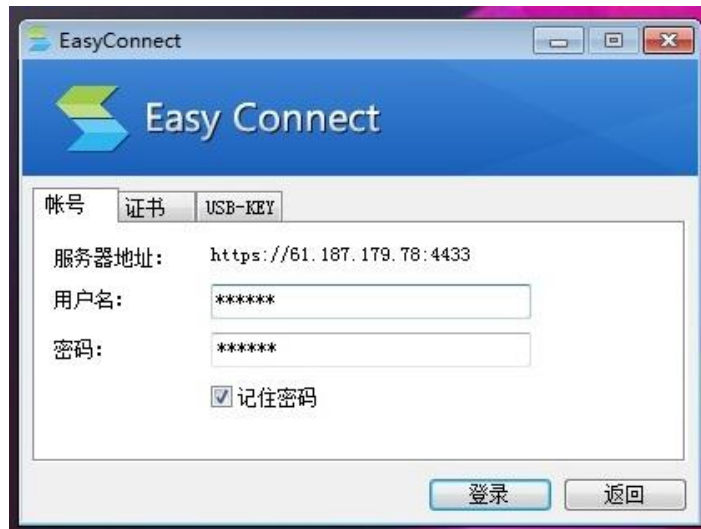 EasyConnect
Easy Connect
帐号 证书 USB-KEY
服务器地址: https://61.187.179.78:4433
用户名: ******
密码: ******
记住密码
登录 返回